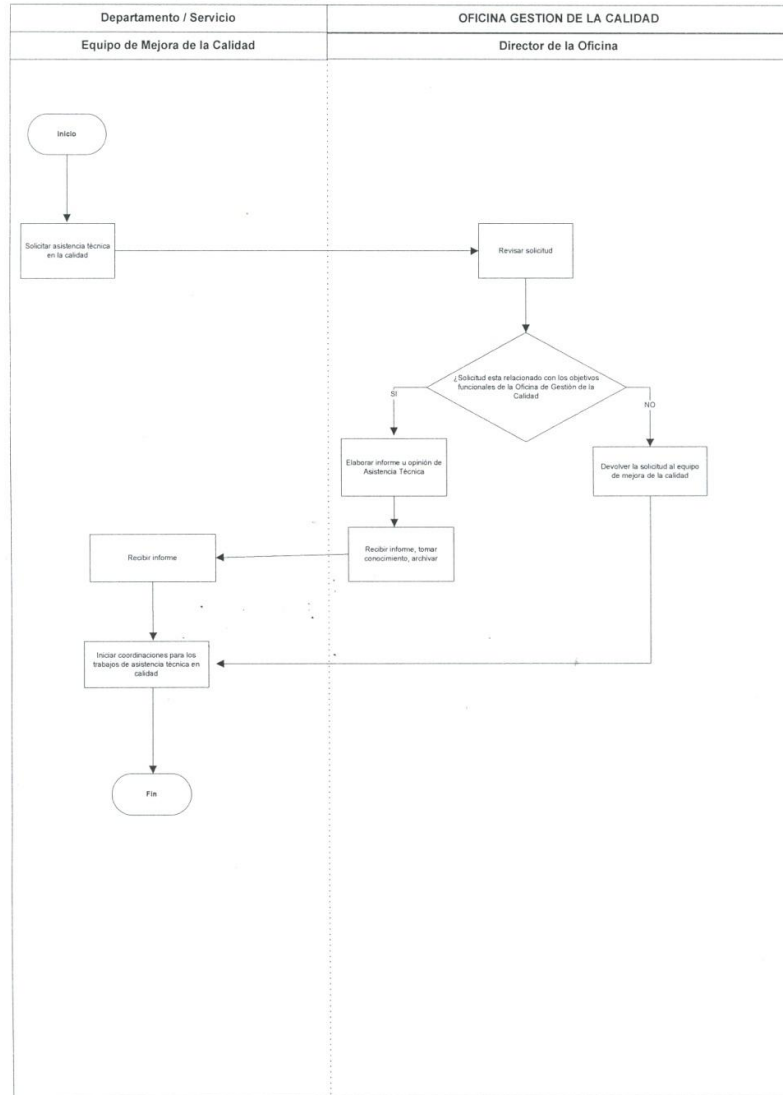 Departamento / Servicio
OFICINA GESTION DE LA CALIDAD
Equipo de Mejora de la Calidad
Director de la Oficina
Inicio
Solicitar asistencia técnica
en la calidad
Revisar solicitud
¿Solicitud esta relacionado con los objetivos
funcionales de la Oficina de Gestión de la
Calidad
SI
NO
Elaborar informe u opinión de
Asistencia Técnica
Devolver la solicitud al equipo
de mejora de la calidad
Recibir informe, tomar
conocimiento, archivar
Recibir informe
Iniciar coordinaciones para los
trabajos de asistencia técnica en
calidad
Fin